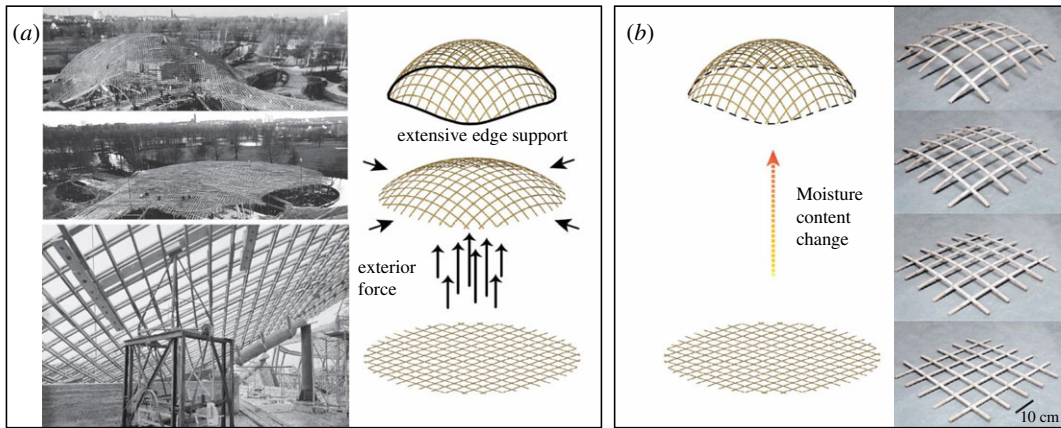 (a)
extensive edge support
exterior
force
(b)
Moisture
content
change
10 cm